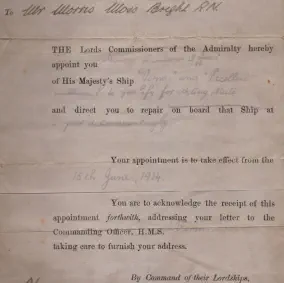 To Mr Morris Moss Bright R.N.
THE Lords Commissioners of the Admiralty hereby
appoint you
of His Majesty's Ship
and direct you to repair on board that Ship at
Your appointment is to take effect from the
15th June, 1914.
You are to acknowledge the receipt of this
appointment forthwith, addressing your letter to the
Commanding Officer, H.M.S.
taking care to furnish your address.
By Command of their Lordships,